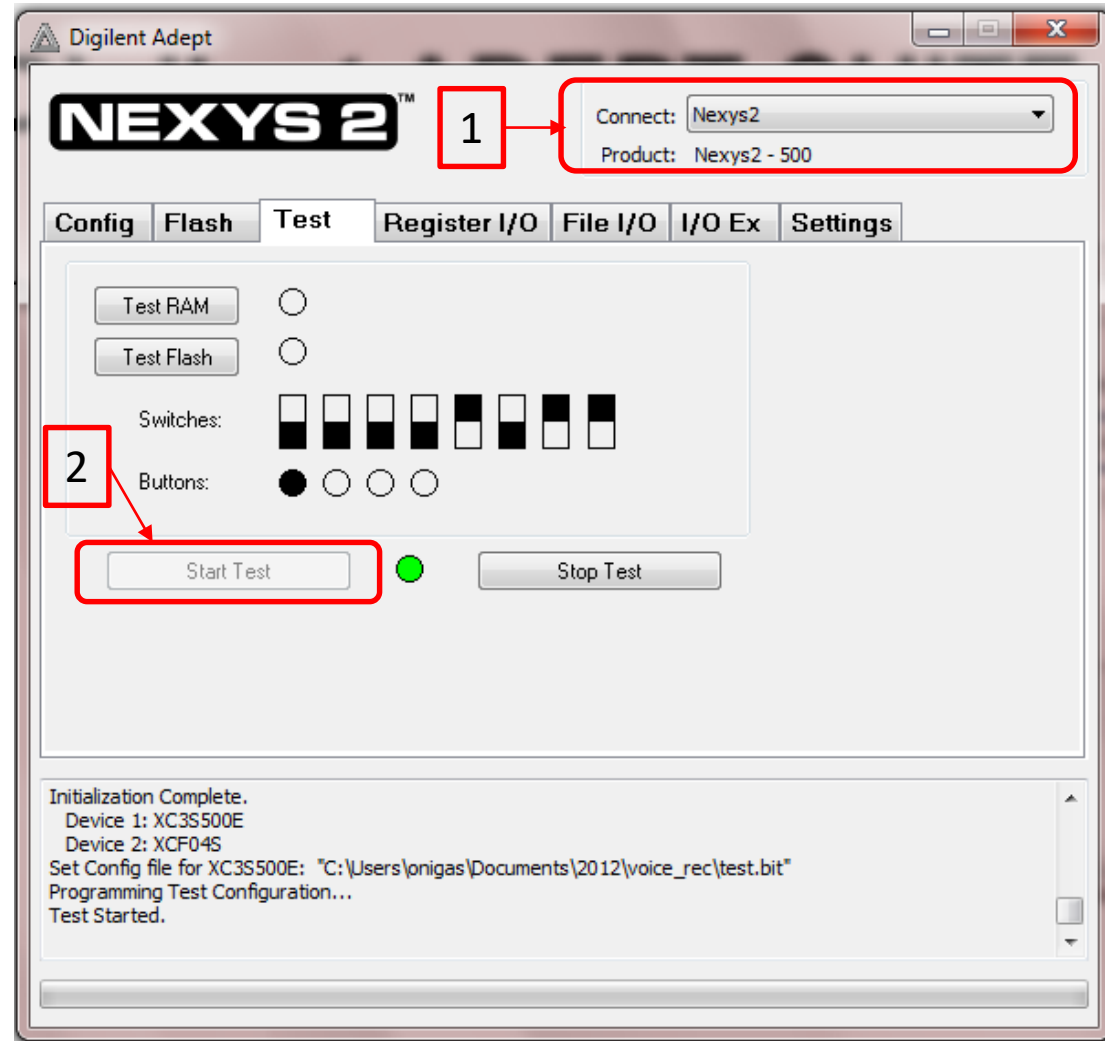 Digilent Adept
NEXYS 2™
1
Connect: Nexys2
Product: Nexys2 - 500
Config Flash Test Register I/O File I/O I/O Ex Settings
Test RAM
Test Flash
Switches:
2
Buttons:
Start Test Stop Test
Initialization Complete.
Device 1: XC3S500E
Device 2: XCF04S
Set Config file for XC3S500E: "C:\Users\onigas\Documents\2012\voice_rec\test.bit"
Programming Test Configuration...
Test Started.